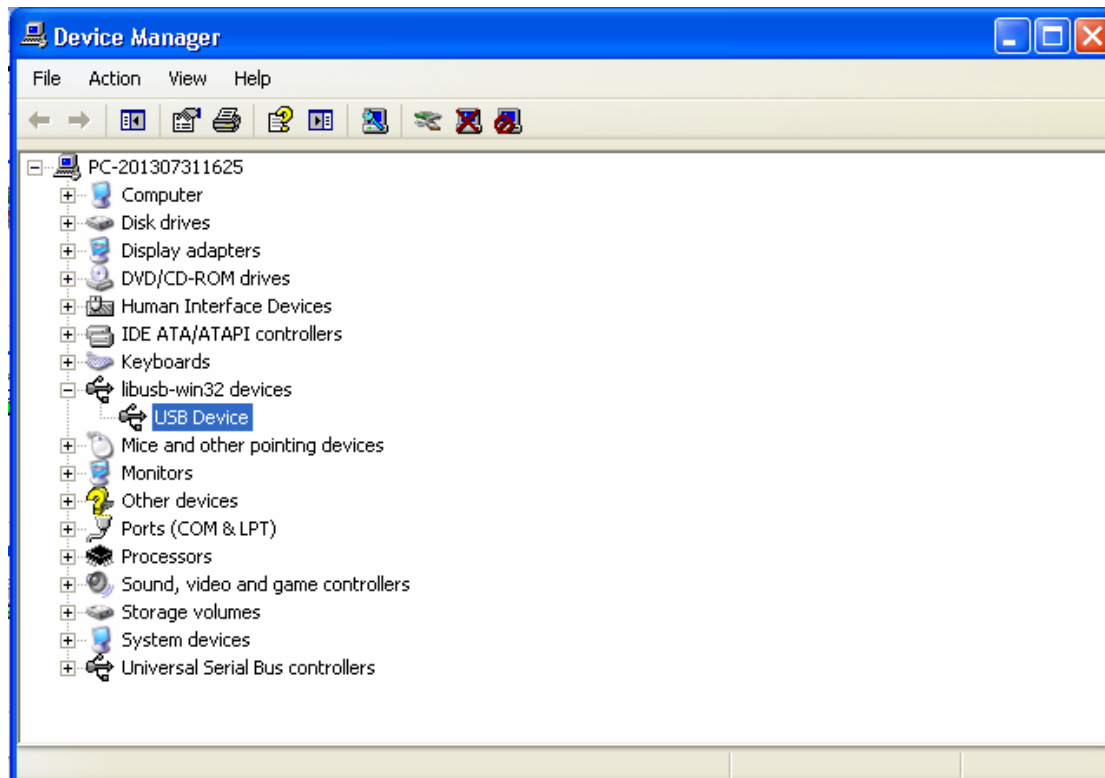 Device Manager
File Action View Help
PC-201307311625
Computer
Disk drives
Display adapters
DVD/CD-ROM drives
Human Interface Devices
IDE ATA/ATAPI controllers
Keyboards
libusb-win32 devices
USB Device
Mice and other pointing devices
Monitors
Other devices
Ports (COM & LPT)
Processors
Sound, video and game controllers
Storage volumes
System devices
Universal Serial Bus controllers